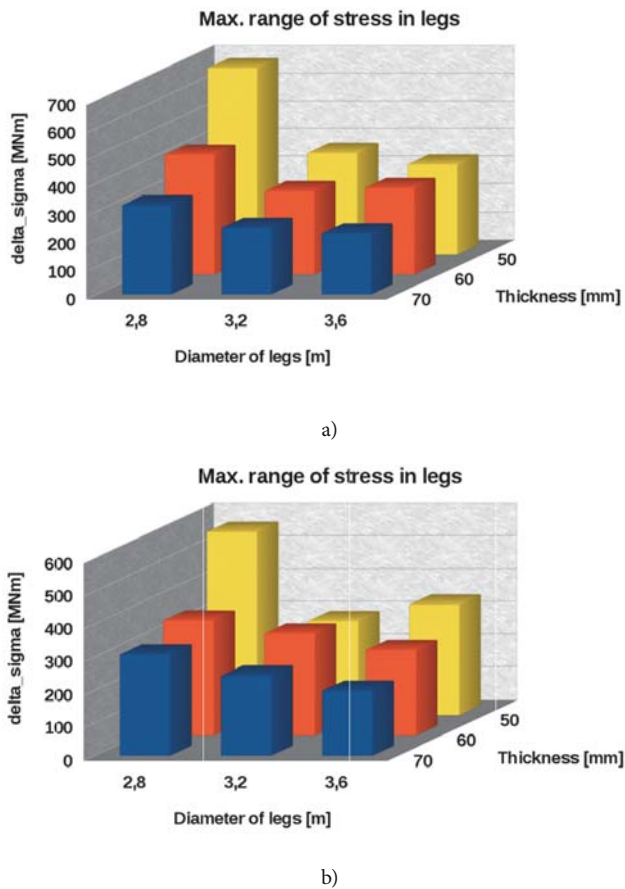 Max. range of stress in legs
delta_sigma [MNm]
700
600
500
400
300
200
100
0
2,8
3,2
3,6
70
60
50
Thickness [mm]
Diameter of legs [m]
a)
Max. range of stress in legs
delta_sigma [MNm]
600
500
400
300
200
100
0
2,8
3,2
3,6
70
60
50
Thickness [mm]
Diameter of legs [m]
b)